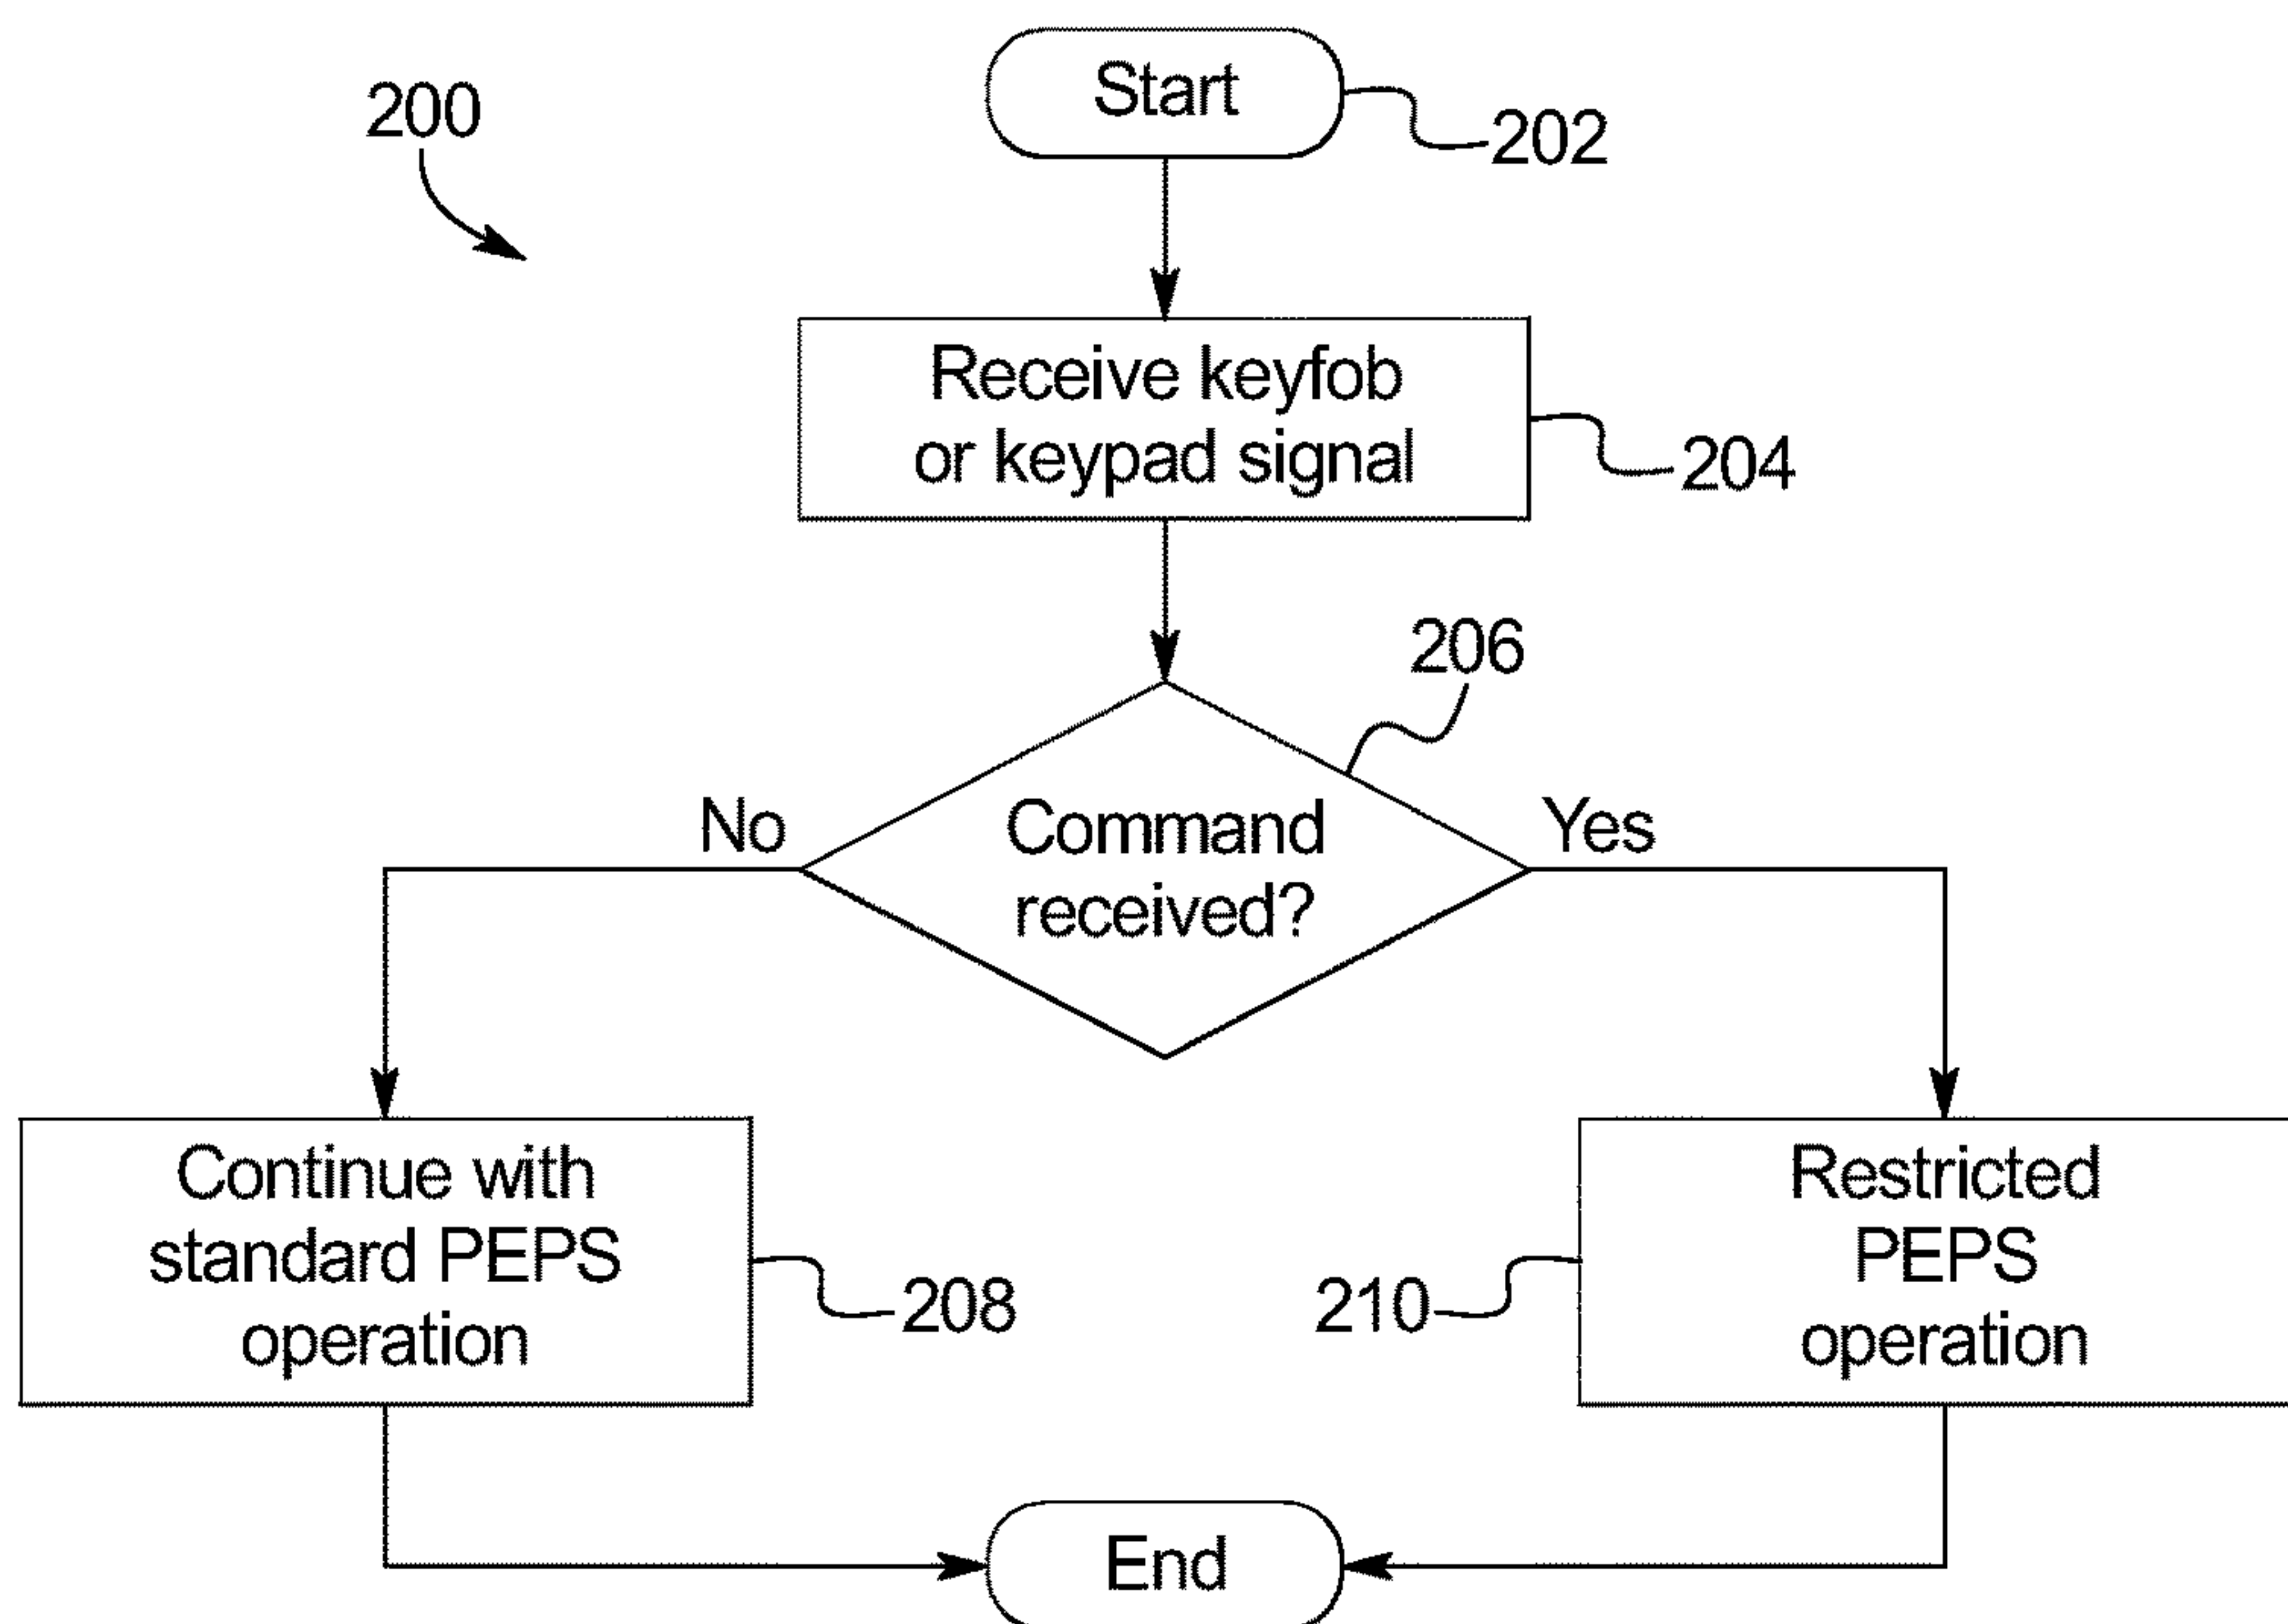 Start
200
202
Receive keyfob
or keypad signal
204
206
No
Command
received?
Yes
Continue with
standard PEPS
operation
208
210
Restricted
PEPS
operation
End